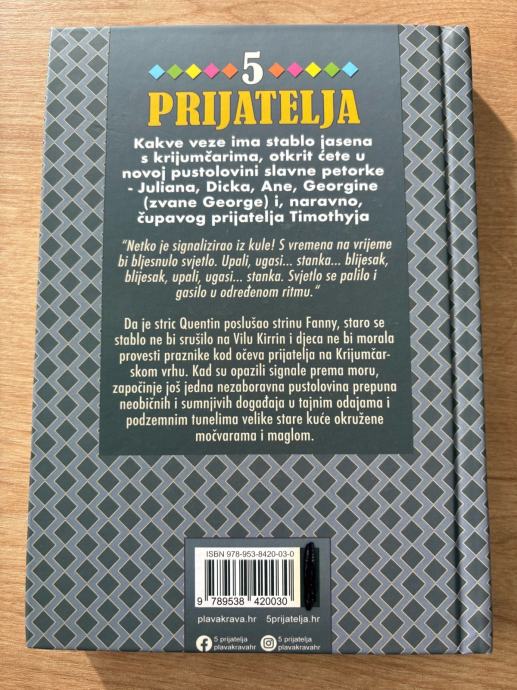 5
PRIJATELJA
Kakve veze ima stablo jasena
s krijumčarima, otkrit ćete u
novoj pustolovini slavne petorke
- Juliana, Dicka, Ane, Georgine
(zvane George) i, naravno,
čupavog prijatelja Timothyja
“Netko je signalizirao iz kule! S vremena na vrijeme
bi bljesnulo svjetlo. Upali, ugasi... stanka... blijesak,
blijesak, upali, ugasi... stanka. Svjetlo se palilo i
gasilo u određenom ritmu.“
Da je stric Quentin poslušao strinu Fanny, staro se
stablo ne bi srušilo na Vilu Kirrin i djeca ne bi morala
provesti praznike kod očeva prijatelja na Krijumčar-
skom vrhu. Kad su opazili signale prema moru,
započinje još jedna nezaboravna pustolovina prepuna
neobičnih i sumnjivih događaja u tajnim odajama i
podzemnim tunelima velike stare kuće okružene
močvarama i maglom.
ISBN 978-953-8420-03-0
9 789538 420030
plavakrava.hr 5prijatelja.hr
5 prijatelja 5 prijatelja
plavakravahr plavakravahr